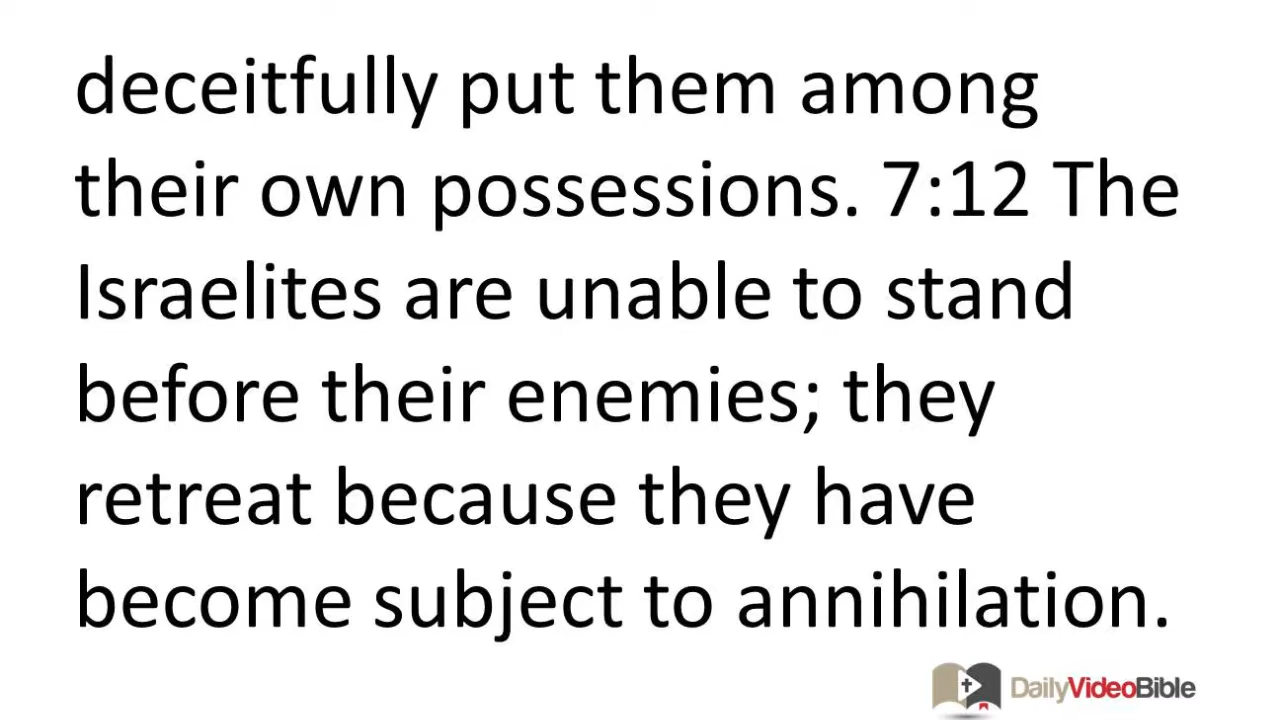 deceitfully put them among
their own possessions. 7:12 The
Israelites are unable to stand
before their enemies; they
retreat because they have
become subject to annihilation.
DailyVideoBible